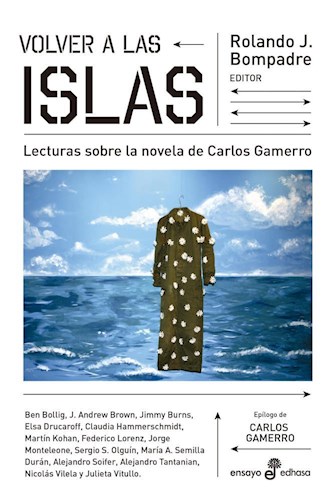 VOLVER A LAS
ISLAS
Rolando J.
Bompadre
EDITOR
Lecturas sobre la novela de Carlos Gamerro
Ben Bollig, J. Andrew Brown, Jimmy Burns,
Elsa Drucaroff, Claudia Hammerschmidt,
Martín Kohan, Federico Lorenz, Jorge
Monteleone, Sergio S. Olguín, María A. Semilla
Durán, Alejandro Soifer, Alejandro Tantanian,
Nicolás Vilela y Julieta Vitullo.
Epílogo de
CARLOS
GAMERRO
ensayo edhasa